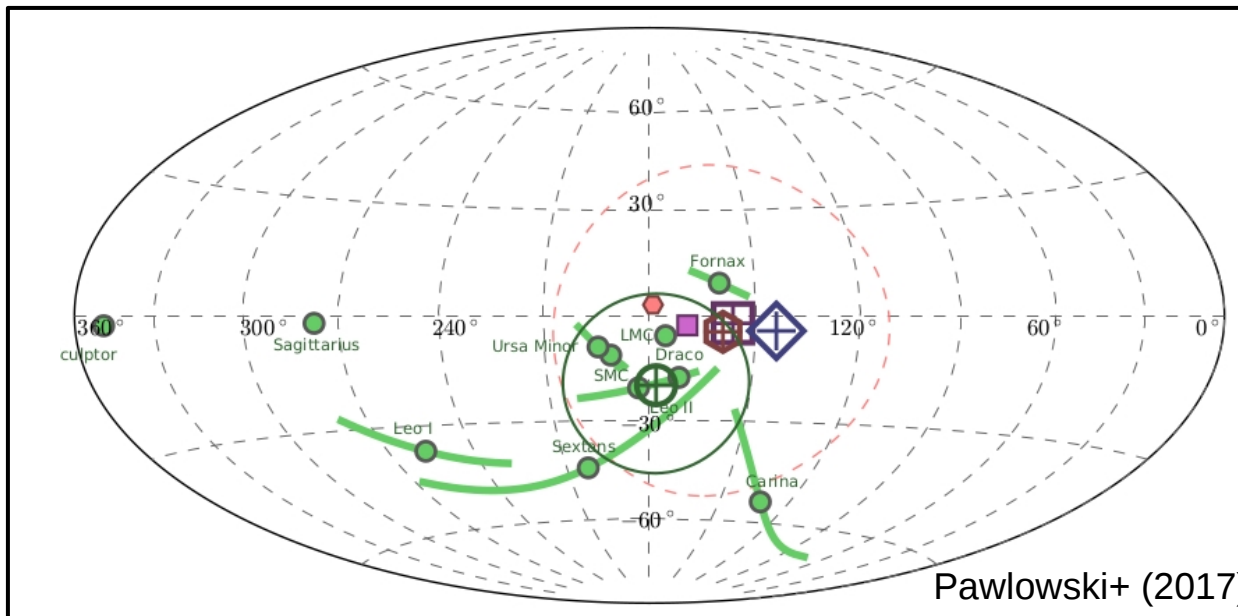 60°
30°
Fornax
360° 300° 240° 120° 60° 0°
culptor
Sagittarius
Ursa Minor
LMC
Draco
SMC
Leo II
−30°
Leo I
Sextans
Carina
−60°
Pawlowski+ (2017)